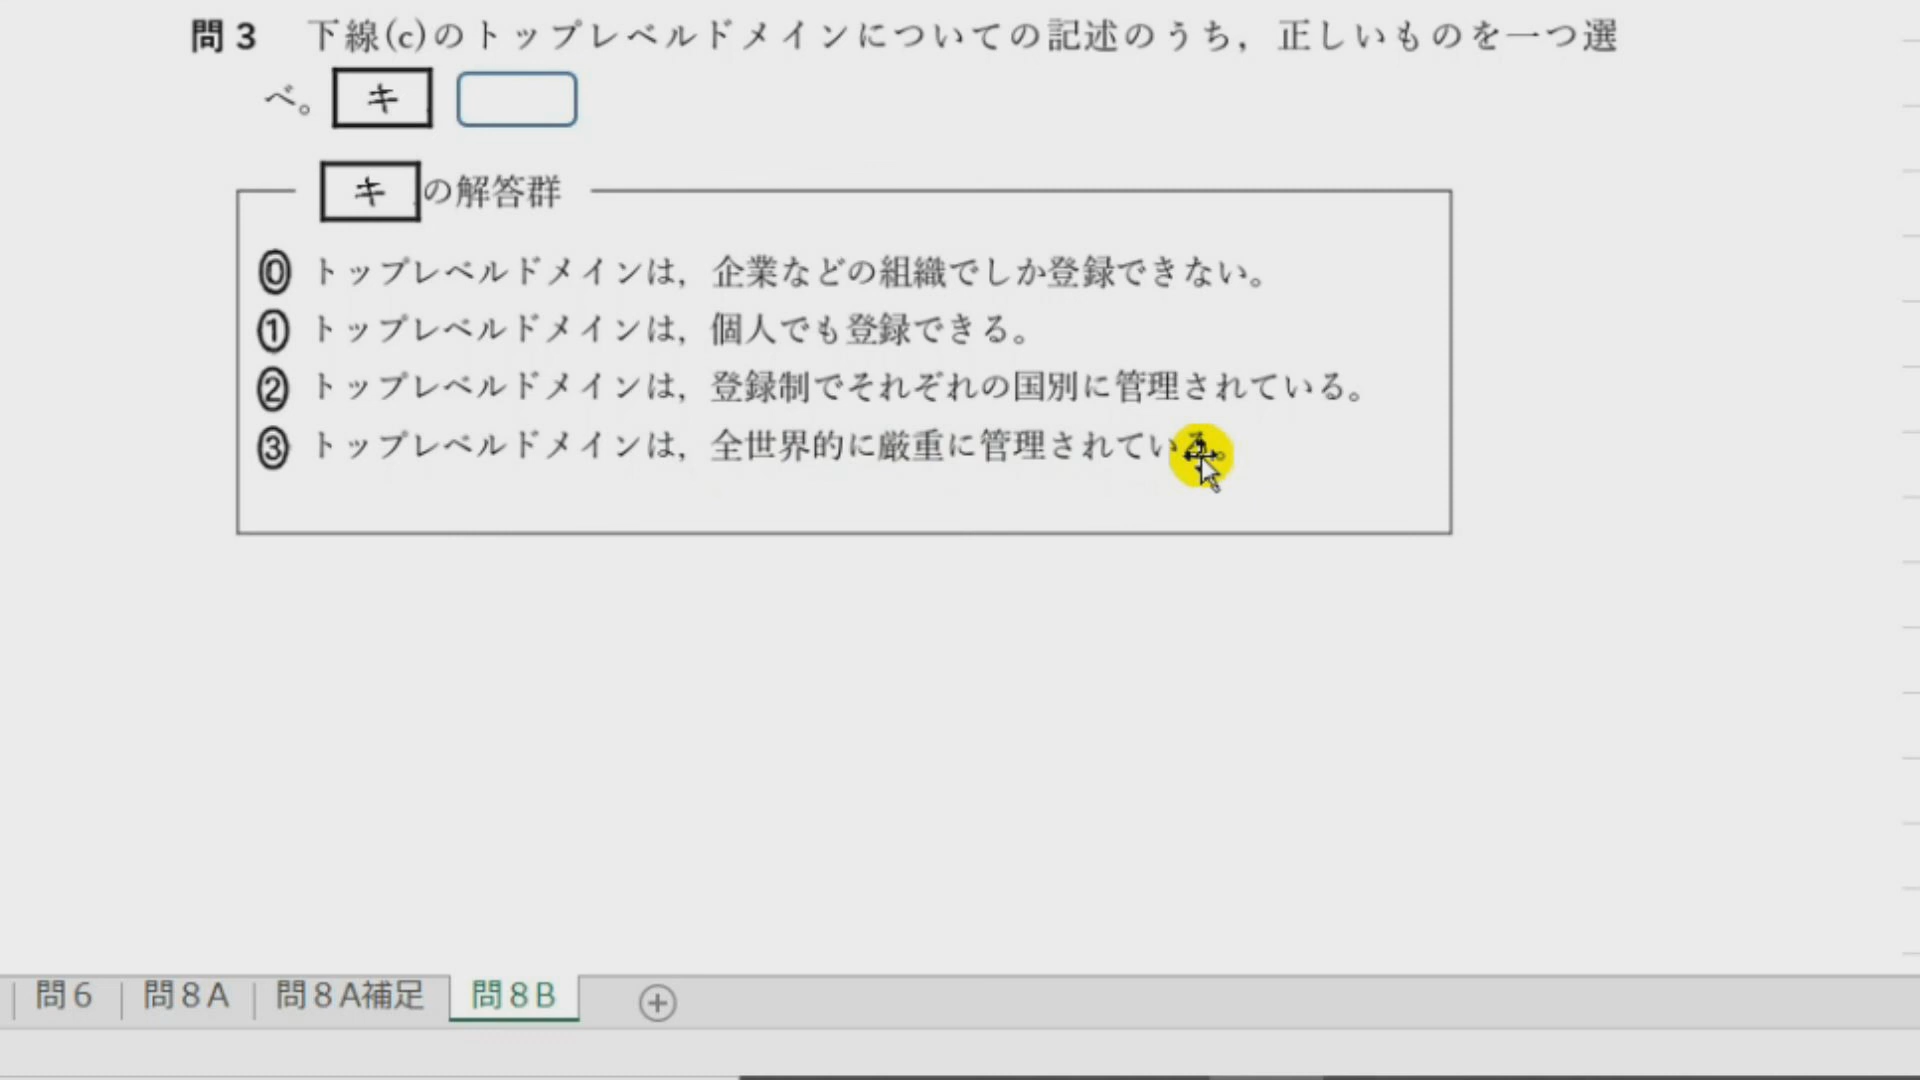 問3 下線(c)のトップレベルドメインについての記述のうち，正しいものを一つ選
べ。 キ
キ の解答群
⓪ トップレベルドメインは，企業などの組織でしか登録できない。
① トップレベルドメインは，個人でも登録できる。
② トップレベルドメインは，登録制でそれぞれの国別に管理されている。
③ トップレベルドメインは，全世界的に厳重に管理されている。
問6 問8A 問8A補足 問8B